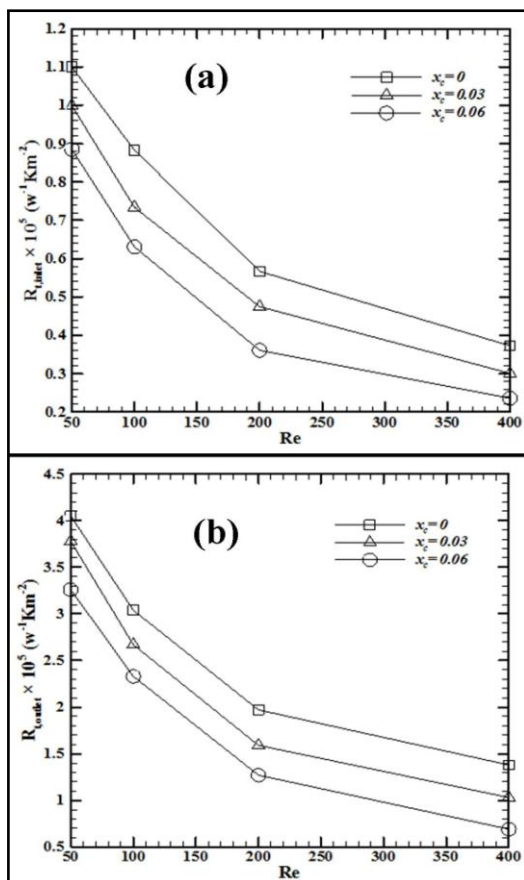 (a)
x_c=0
x_c=0.03
x_c=0.06
R_t,inlet × 10^5 (w^-1Km^-2)
1.2
1.1
1
0.9
0.8
0.7
0.6
0.5
0.4
0.3
0.2
50 100 150 200 250 300 350 400
Re
(b)
x_c=0
x_c=0.03
x_c=0.06
R_t,outlet × 10^5 (w^-1Km^-2)
4.5
4
3.5
3
2.5
2
1.5
1
0.5
50 100 150 200 250 300 350 400
Re